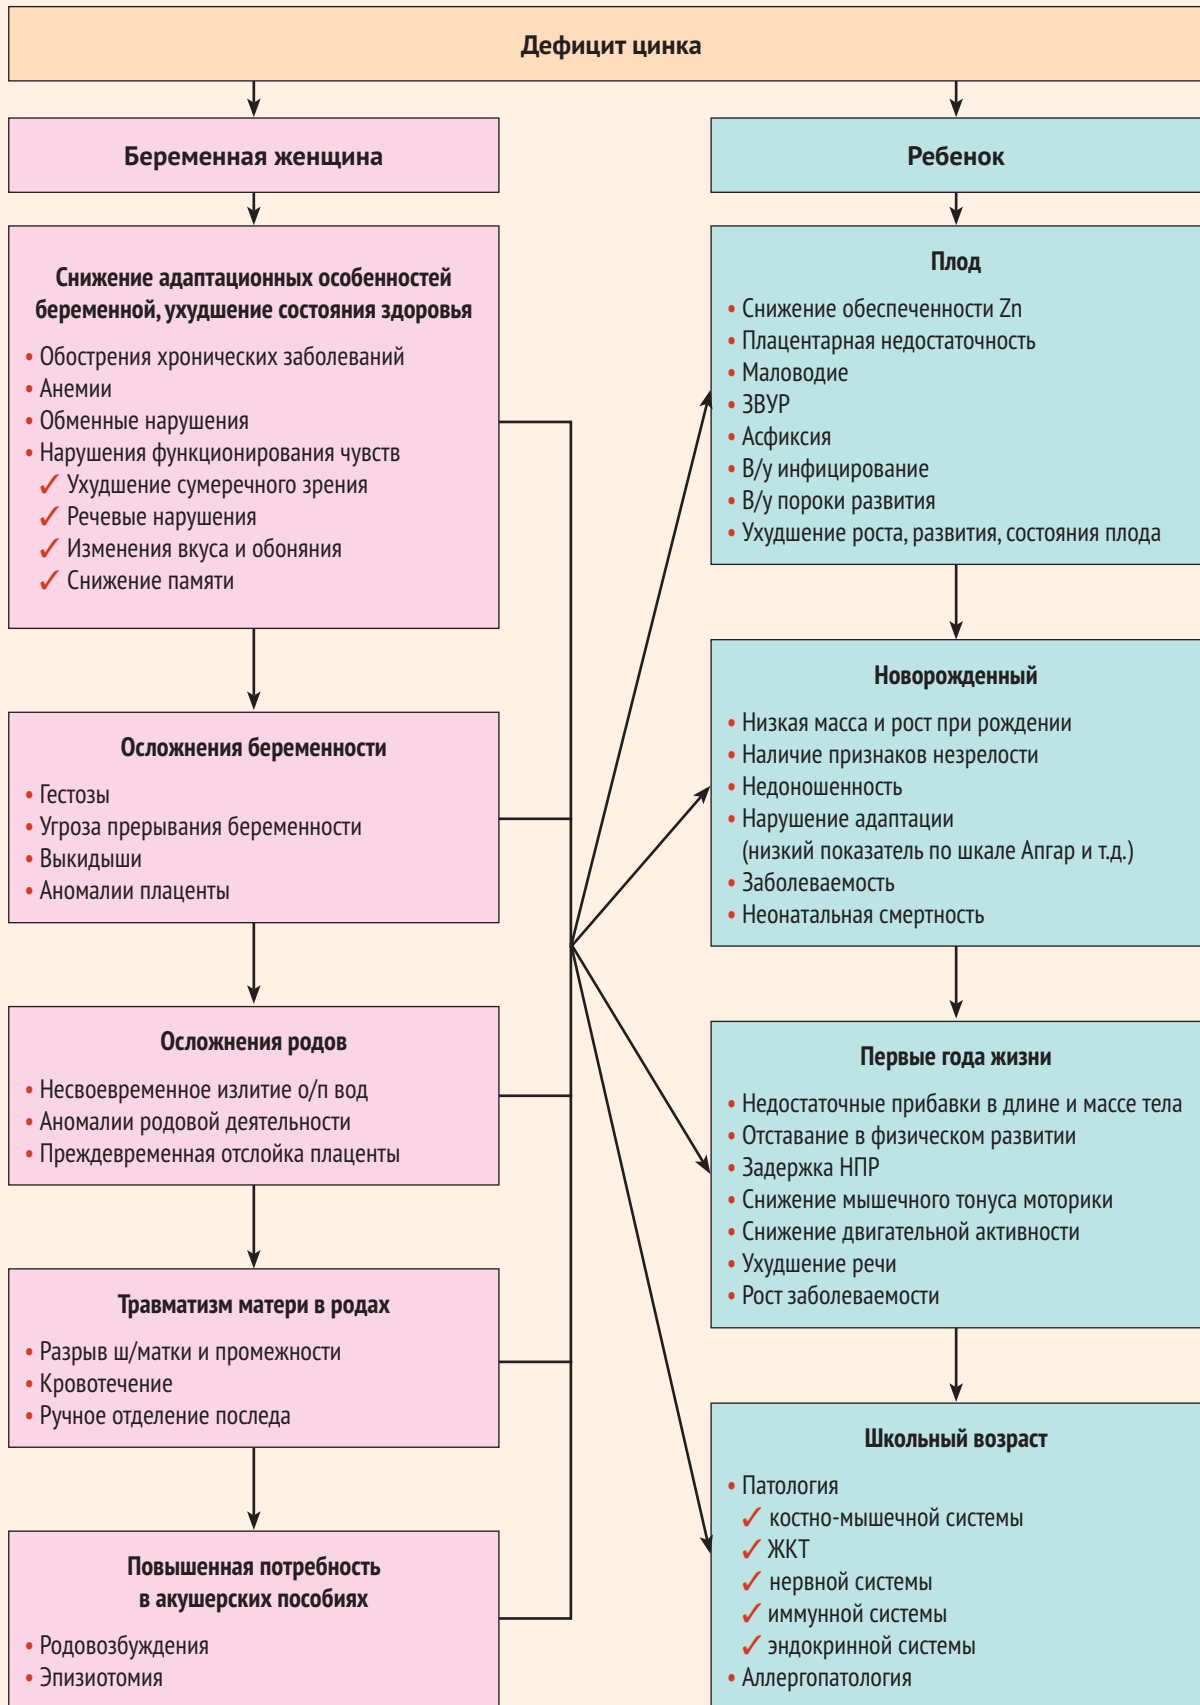 Дефицит цинка
Беременная женщина
Снижение адаптационных особенностей
беременной, ухудшение состояния здоровья
• Обострения хронических заболеваний
• Анемии
• Обменные нарушения
• Нарушения функционирования чувств
✓ Ухудшение сумеречного зрения
✓ Речевые нарушения
✓ Изменения вкуса и обоняния
✓ Снижение памяти
Осложнения беременности
• Гестозы
• Угроза прерывания беременности
• Выкидыши
• Аномалии плаценты
Осложнения родов
• Несвоевременное излитие о/п вод
• Аномалии родовой деятельности
• Преждевременная отслойка плаценты
Травматизм матери в родах
• Разрыв ш/матки и промежности
• Кровотечение
• Ручное отделение последа
Повышенная потребность
в акушерских пособиях
• Родовозбуждения
• Эпизиотомия
Ребенок
Плод
• Снижение обеспеченности Zn
• Плацентарная недостаточность
• Маловодие
• ЗВУР
• Асфиксия
• В/у инфицирование
• В/у пороки развития
• Ухудшение роста, развития, состояния плода
Новорожденный
• Низкая масса и рост при рождении
• Наличие признаков незрелости
• Недоношенность
• Нарушение адаптации
(низкий показатель по шкале Апгар и т.д.)
• Заболеваемость
• Неонатальная смертность
Первые года жизни
• Недостаточные прибавки в длине и массе тела
• Отставание в физическом развитии
• Задержка НПР
• Снижение мышечного тонуса моторики
• Снижение двигательной активности
• Ухудшение речи
• Рост заболеваемости
Школьный возраст
• Патология
✓ костно-мышечной системы
✓ ЖКТ
✓ нервной системы
✓ иммунной системы
✓ эндокринной системы
• Аллергопатология